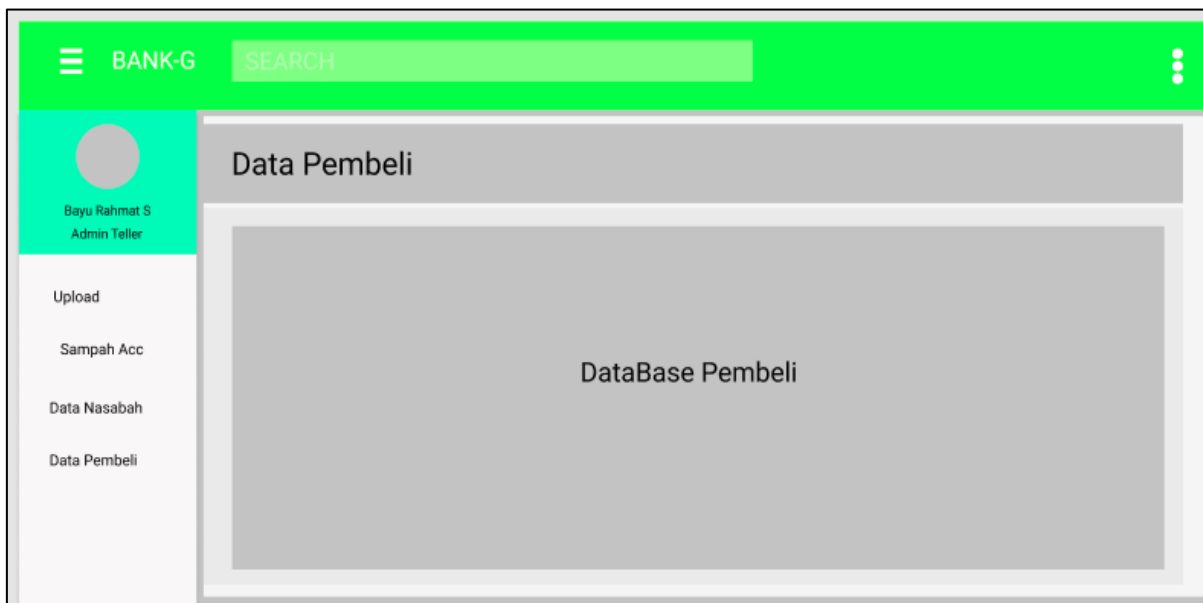 BANK-G
SEARCH
Bayu Rahmat S
Admin Teller
Upload
Sampah Acc
Data Nasabah
Data Pembeli
Data Pembeli
DataBase Pembeli